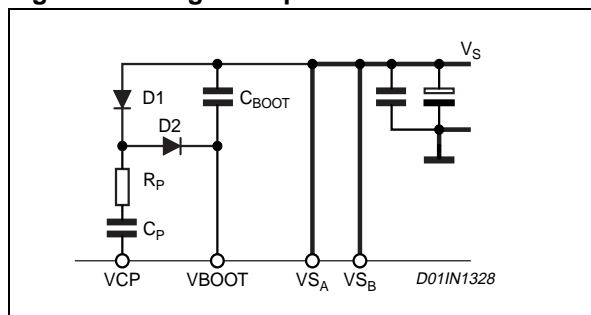 V_S
D1
C_BOOT
D2
R_P
C_P
VCP VBOOT VS_A VS_B D01IN1328